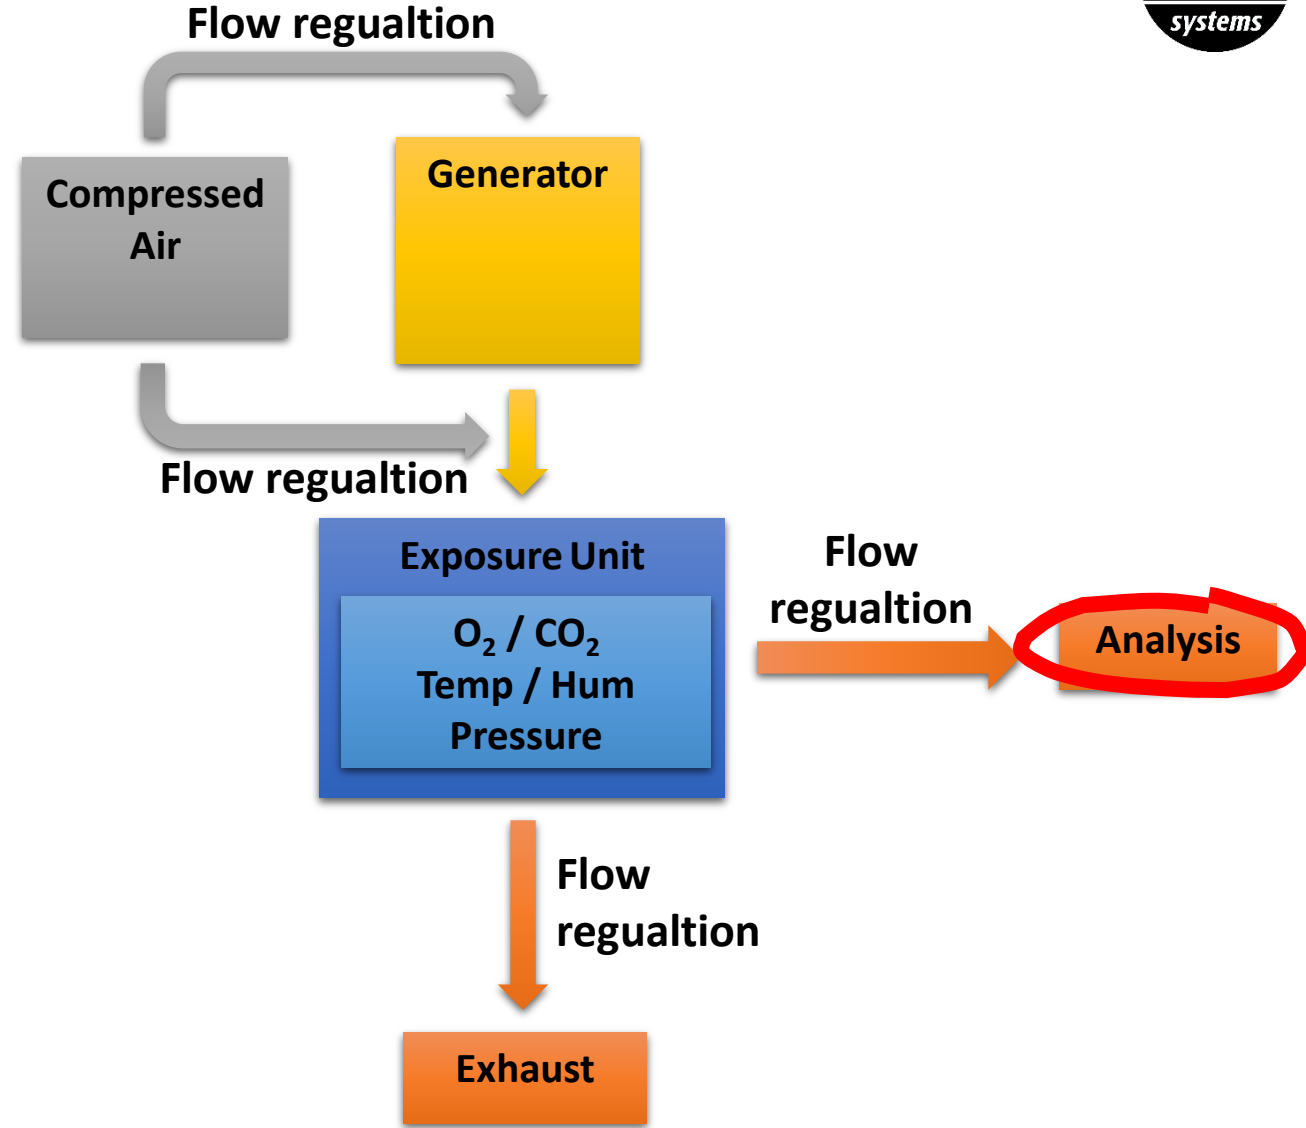 Flow regualtion
systems
Compressed
Air
Generator
Flow regualtion
Exposure Unit
O₂ / CO₂
Temp / Hum
Pressure
Flow
regualtion
Analysis
Flow
regualtion
Exhaust